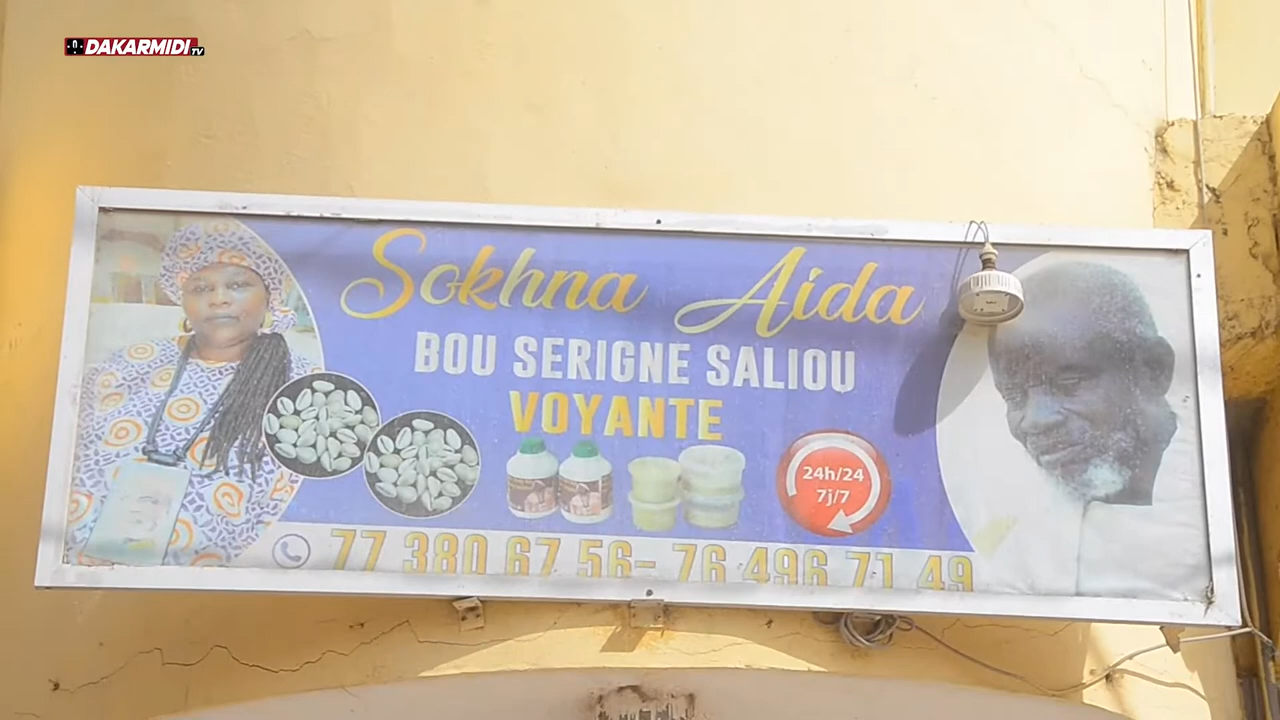 DAKARMIDI TV
Sokhna Aida
BOU SERIGNE SALIOU
VOYANTE
24h/24
7j/7
77 380 67 56- 76 496 71 49